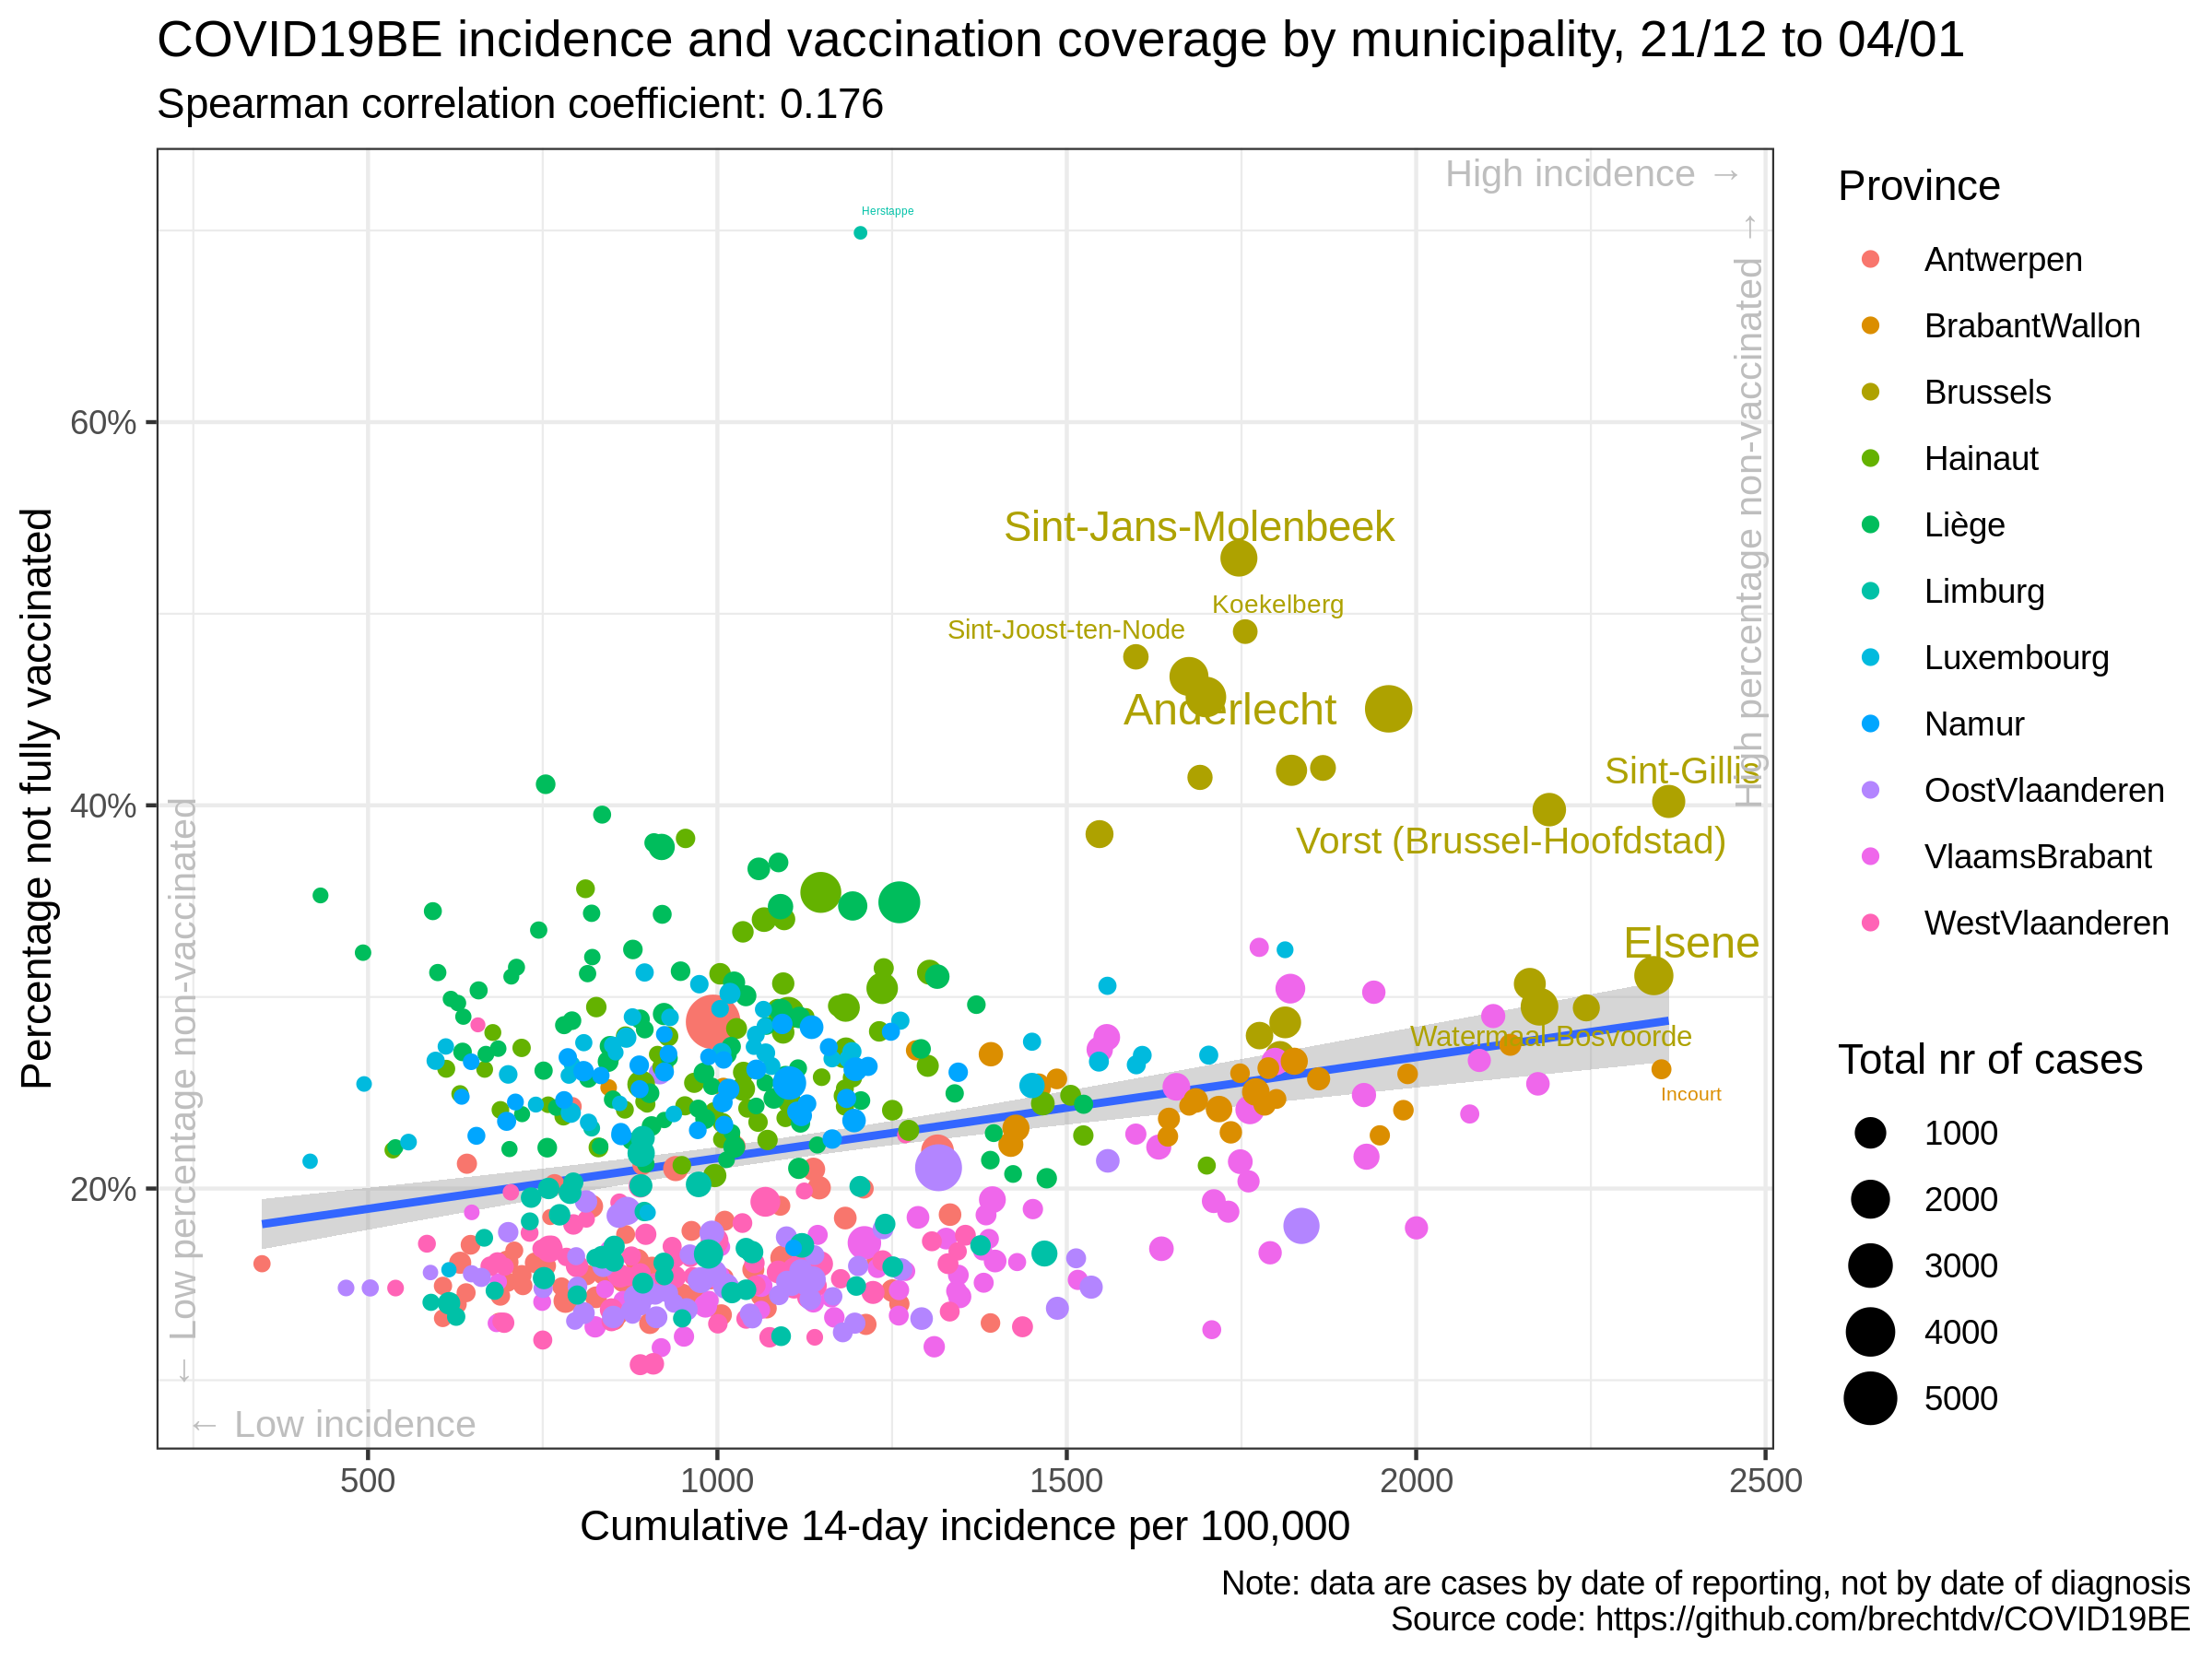 COVID19BE incidence and vaccination coverage by municipality, 21/12 to 04/01
Spearman correlation coefficient: 0.176
High incidence →
High percentage non-vaccinated →
Herstappe
Sint-Jans-Molenbeek
Koekelberg
Sint-Joost-ten-Node
Anderlecht
Sint-Gillis
Vorst (Brussel-Hoofdstad)
Elsene
Watermaal-Bosvoorde
Incourt
← Low percentage non-vaccinated
← Low incidence
Percentage not fully vaccinated
60%
40%
20%
500 1000 1500 2000 2500
Cumulative 14-day incidence per 100,000
Province
Antwerpen
BrabantWallon
Brussels
Hainaut
Liège
Limburg
Luxembourg
Namur
OostVlaanderen
VlaamsBrabant
WestVlaanderen
Total nr of cases
1000
2000
3000
4000
5000
Note: data are cases by date of reporting, not by date of diagnosis
Source code: https://github.com/brechtdv/COVID19BE